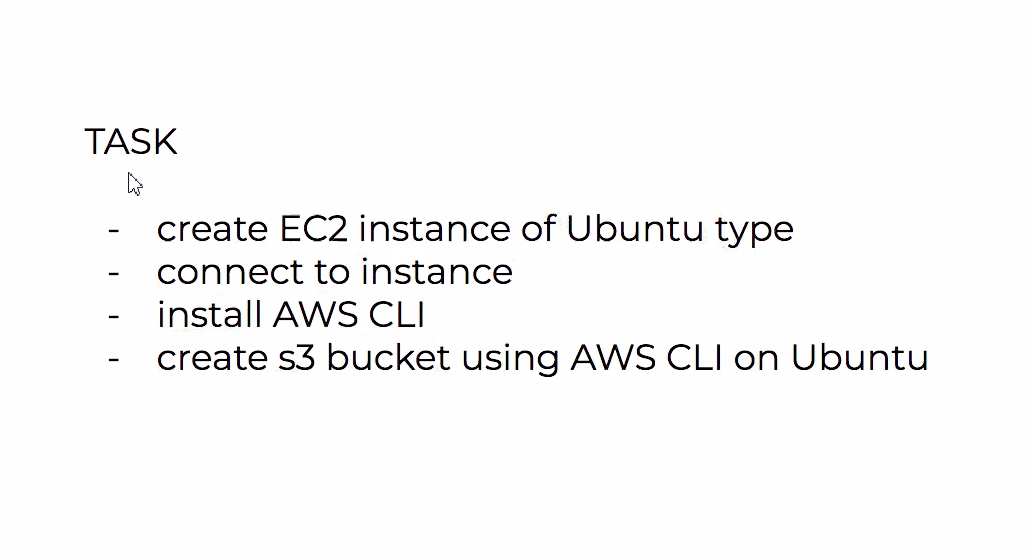 TASK
- create EC2 instance of Ubuntu type
- connect to instance
- install AWS CLI
- create s3 bucket using AWS CLI on Ubuntu